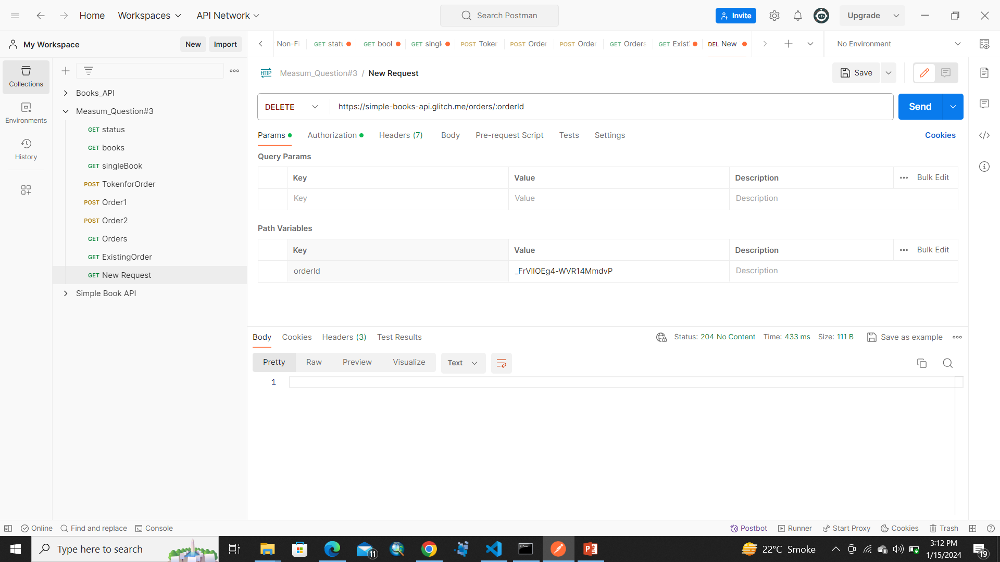 Home
Workspaces
API Network
Search Postman
Invite
Upgrade
My Workspace
New
Import
Non-Fi
GET statu
GET bool
GET singl
POST Toker
POST Order
POST Order
GET Orders
GET Exist
DEL New
No Environment
Collections
Environments
History
Books_API
Measum_Question#3
GET status
GET books
GET singleBook
POST TokenforOrder
POST Order1
POST Order2
GET Orders
GET ExistingOrder
GET New Request
Simple Book API
HTTP
Measum_Question#3 / New Request
Save
DELETE
https://simple-books-api.glitch.me/orders/:orderId
Send
Params
Authorization
Headers (7)
Body
Pre-request Script
Tests
Settings
Cookies
Query Params
Key
Value
Description
Bulk Edit
Key
Value
Description
Path Variables
Key
Value
Description
Bulk Edit
orderId
_FrVlIOEg4-WVR14MmdvP
Description
Body
Cookies
Headers (3)
Test Results
Status: 204 No Content
Time: 433 ms
Size: 111 B
Save as example
Pretty
Raw
Preview
Visualize
Text
1
Online
Find and replace
Console
Postbot
Runner
Start Proxy
Cookies
Trash
Type here to search
11
22°C Smoke
3:12 PM
1/15/2024
19